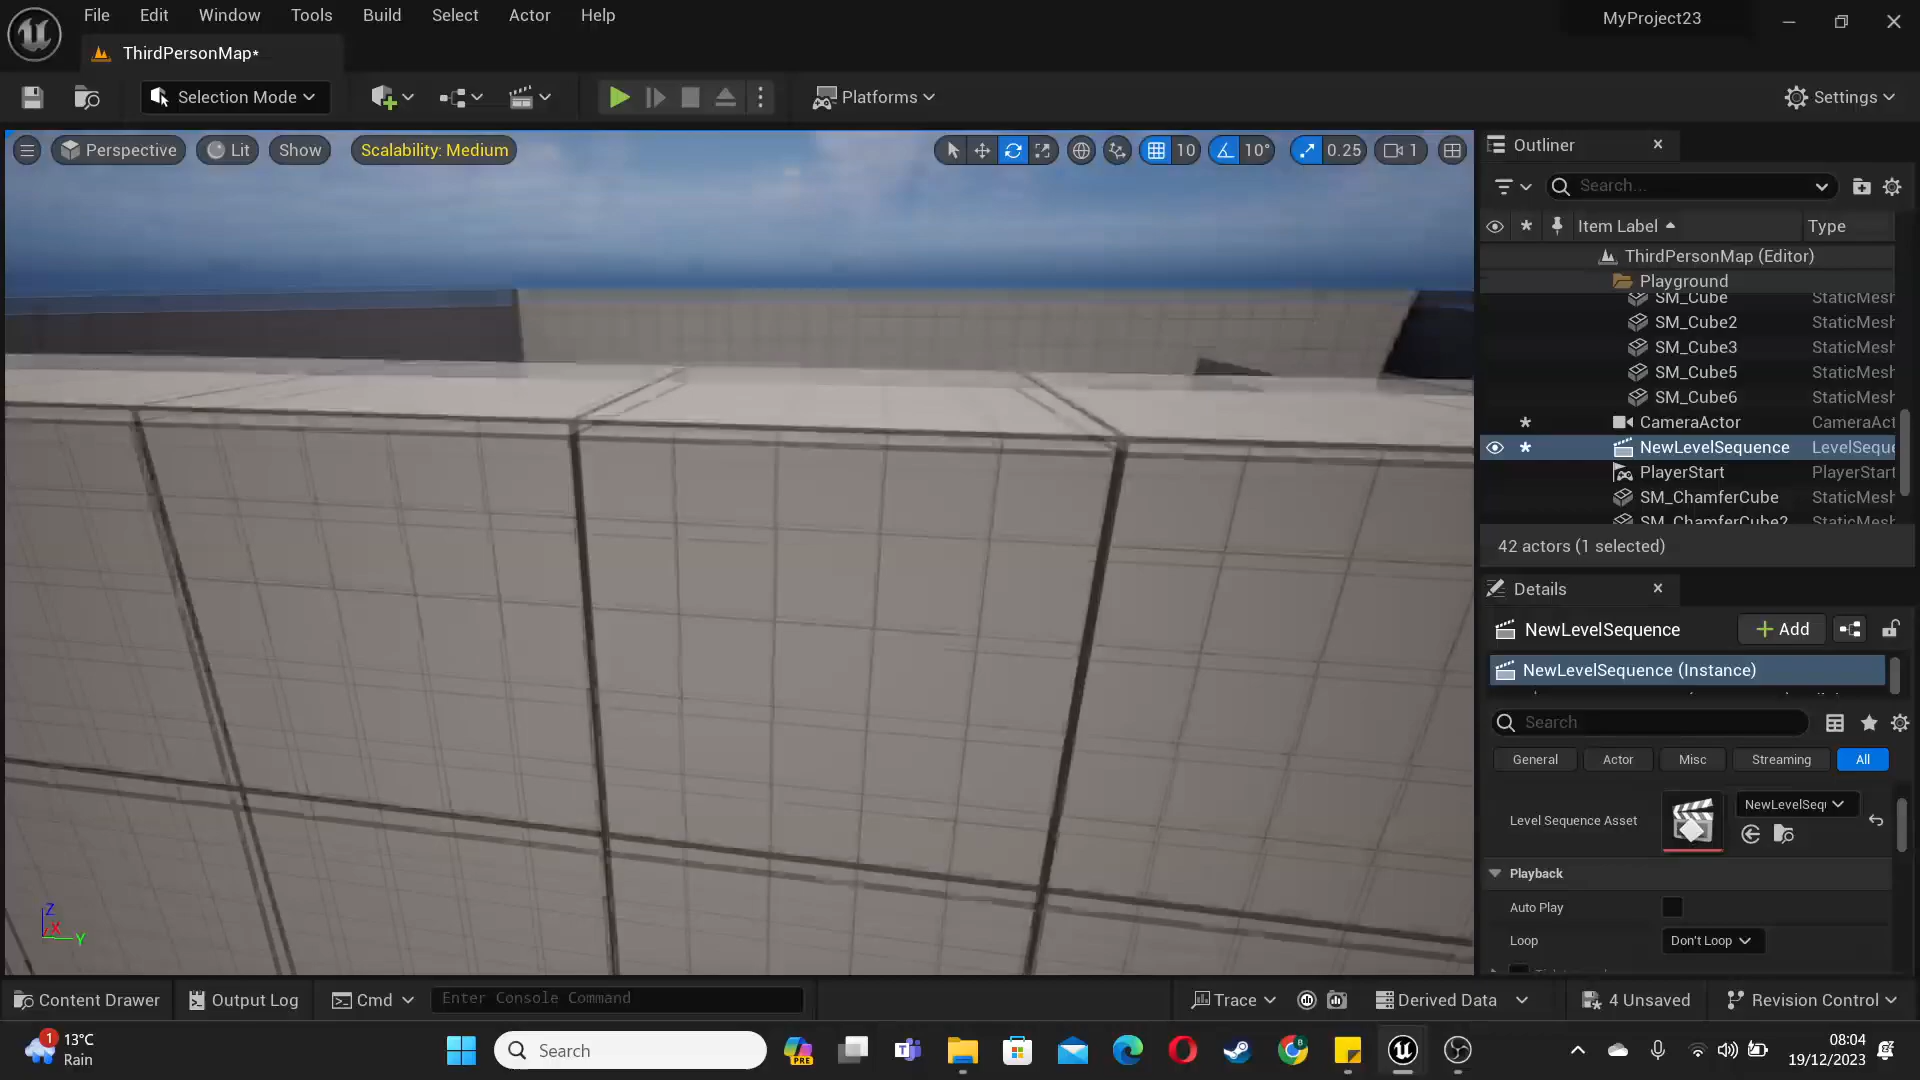 File Edit Window Tools Build Select Actor Help
MyProject23
ThirdPersonMap*
Selection Mode
Platforms
Settings
Perspective Lit Show Scalability: Medium
10 10° 0.25 1
Outliner
Search...
Item Label Type
ThirdPersonMap (Editor)
Playground
SM_Cube StaticMesh
SM_Cube2 StaticMesh
SM_Cube3 StaticMesh
SM_Cube5 StaticMesh
SM_Cube6 StaticMesh
CameraActor CameraAct
NewLevelSequence LevelSeque
PlayerStart PlayerStart
SM_ChamferCube StaticMesh
SM_ChamferCube2 StaticMesh
42 actors (1 selected)
Details
NewLevelSequence Add
NewLevelSequence (Instance)
Search
General Actor Misc Streaming All
Level Sequence Asset NewLevelSeq
Playback
Auto Play
Loop Don't Loop
Z
X
Y
Content Drawer Output Log Cmd Enter Console Command Trace Derived Data 4 Unsaved Revision Control
1 13°C
Rain
Search
PRE
08:04
19/12/2023